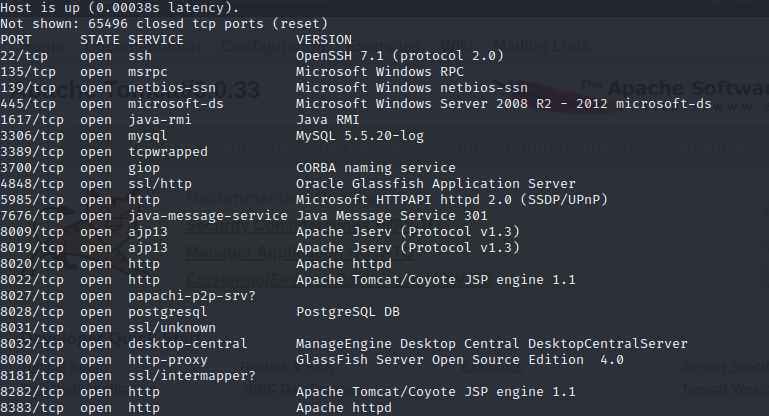 Host is up (0.00038s latency).
Not shown: 65496 closed tcp ports (reset)
PORT STATE SERVICE VERSION
22/tcp open ssh OpenSSH 7.1 (protocol 2.0)
135/tcp open msrpc Microsoft Windows RPC
139/tcp open netbios-ssn Microsoft Windows netbios-ssn
445/tcp open microsoft-ds Microsoft Windows Server 2008 R2 - 2012 microsoft-ds
1617/tcp open java-rmi Java RMI
3306/tcp open mysql MySQL 5.5.20-log
3389/tcp open tcpwrapped
3700/tcp open giop CORBA naming service
4848/tcp open ssl/http Oracle Glassfish Application Server
5985/tcp open http Microsoft HTTPAPI httpd 2.0 (SSDP/UPnP)
7676/tcp open java-message-service Java Message Service 301
8009/tcp open ajp13 Apache Jserv (Protocol v1.3)
8019/tcp open ajp13 Apache Jserv (Protocol v1.3)
8020/tcp open http Apache httpd
8022/tcp open http Apache Tomcat/Coyote JSP engine 1.1
8027/tcp open papachi-p2p-srv?
8028/tcp open postgresql PostgreSQL DB
8031/tcp open ssl/unknown
8032/tcp open desktop-central ManageEngine Desktop Central DesktopCentralServer
8080/tcp open http-proxy GlassFish Server Open Source Edition 4.0
8181/tcp open ssl/intermapper?
8282/tcp open http Apache Tomcat/Coyote JSP engine 1.1
8383/tcp open http Apache httpd